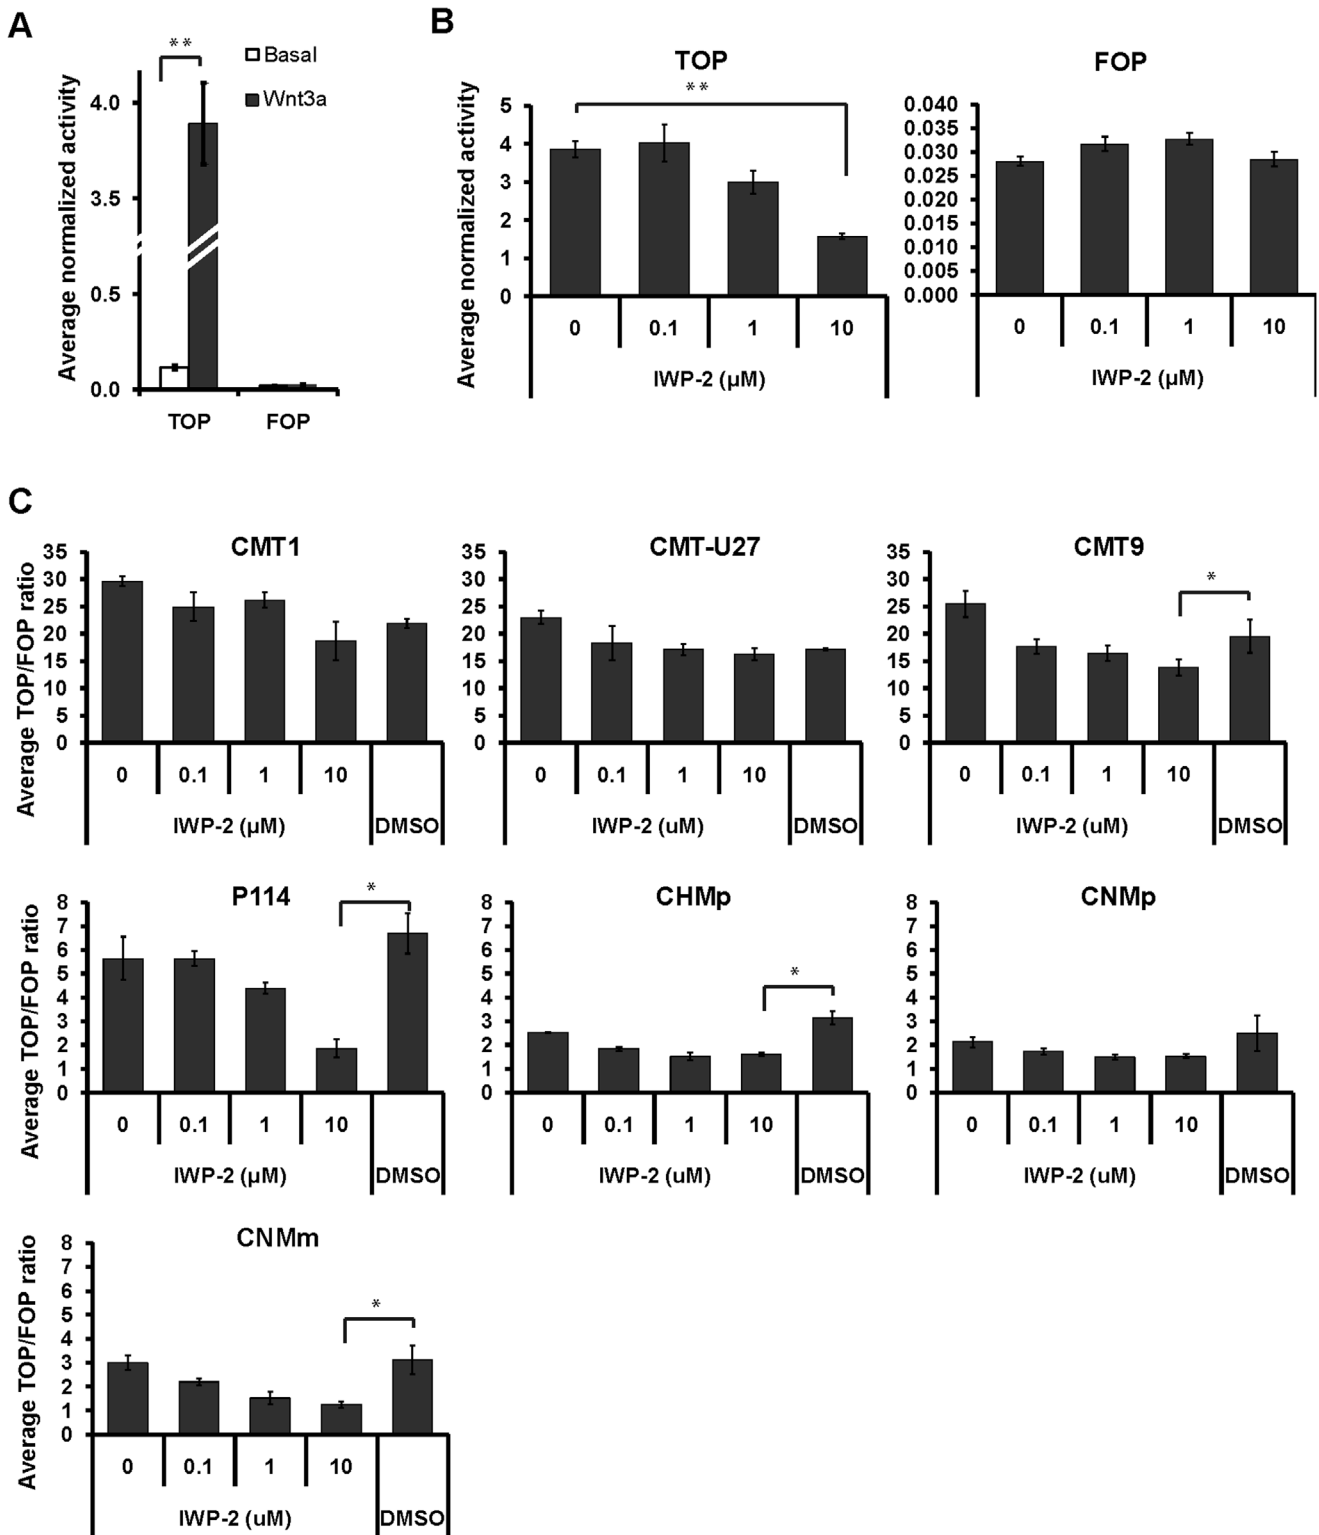 A
**
Basal
Wnt3a
Average normalized activity
4.0
3.5
0.5
0.0
TOP FOP
B
TOP
**
Average normalized activity
5
4
3
2
1
0
0 0.1 1 10
IWP-2 (µM)
FOP
0.040
0.035
0.030
0.025
0.020
0.015
0.010
0.005
0.000
0 0.1 1 10
IWP-2 (µM)
C
CMT1
Average TOP/FOP ratio
35
30
25
20
15
10
5
0
0 0.1 1 10
IWP-2 (µM) DMSO
CMT-U27
35
30
25
20
15
10
5
0
0 0.1 1 10
IWP-2 (uM) DMSO
CMT9
*
35
30
25
20
15
10
5
0
0 0.1 1 10
IWP-2 (uM) DMSO
P114
*
Average TOP/FOP ratio
8
7
6
5
4
3
2
1
0
0 0.1 1 10
IWP-2 (µM) DMSO
CHMp
*
8
7
6
5
4
3
2
1
0
0 0.1 1 10
IWP-2 (uM) DMSO
CNMp
8
7
6
5
4
3
2
1
0
0 0.1 1 10
IWP-2 (uM) DMSO
CNMm
*
Average TOP/FOP ratio
8
7
6
5
4
3
2
1
0
0 0.1 1 10
IWP-2 (uM) DMSO